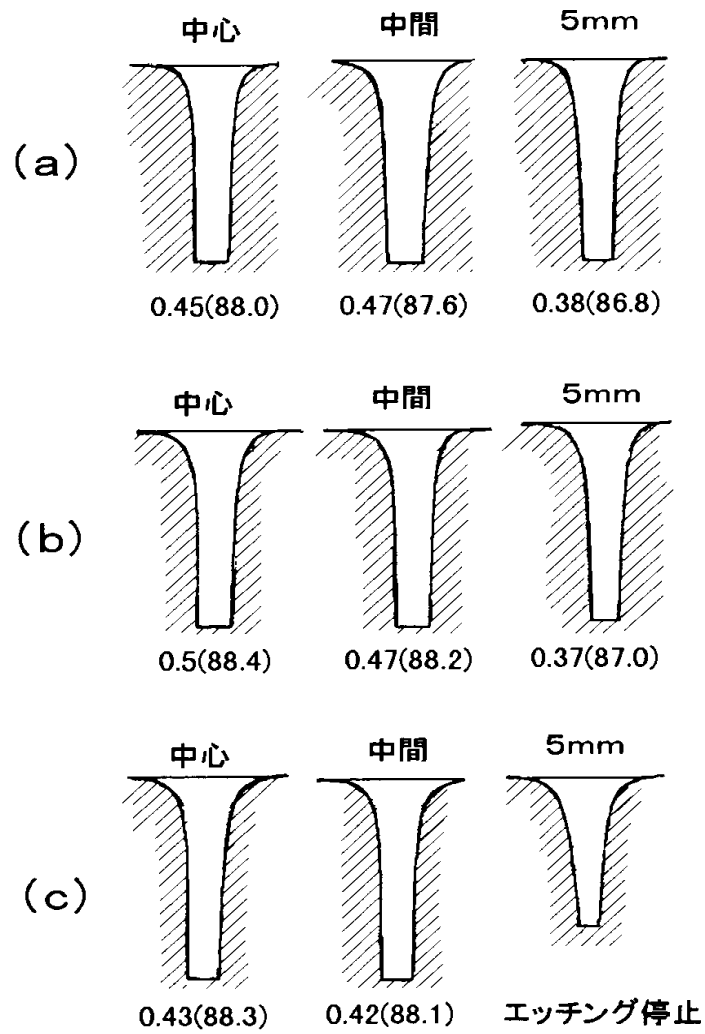 中心 中間 5mm
(a)
0.45(88.0) 0.47(87.6) 0.38(86.8)
中心 中間 5mm
(b)
0.5(88.4) 0.47(88.2) 0.37(87.0)
中心 中間 5mm
(c)
0.43(88.3) 0.42(88.1) エッチング停止